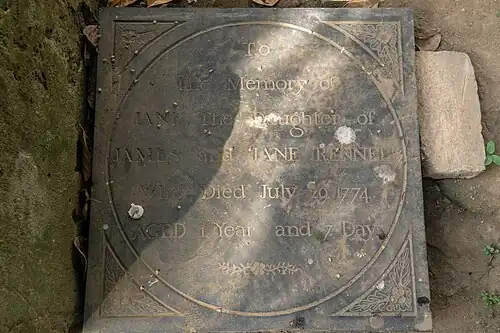 To
The Memory of
JANE The Daughter of
JAMES and JANE RENNELL
Who Died July 29 1774
AGED 1 Year and 7 Days